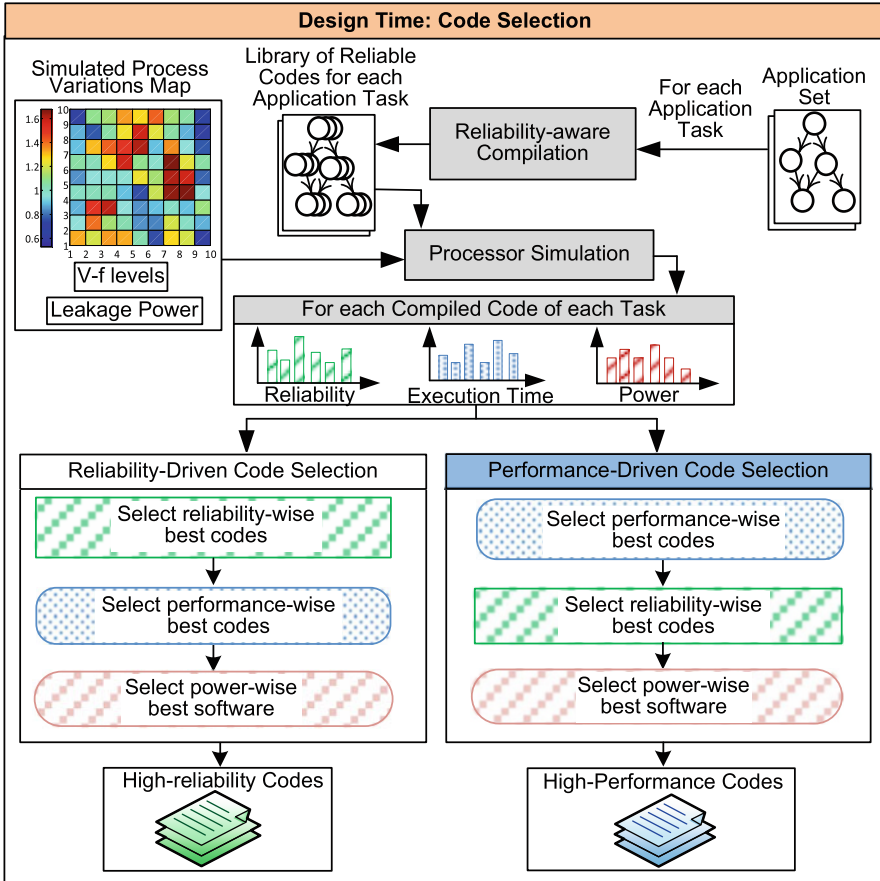 Design Time: Code Selection
Simulated Process
Variations Map
Library of Reliable
Codes for each
Application Task
For each
Application
Task
Application
Set
Reliability-aware
Compilation
1.6
1.4
1.2
1
0.8
0.6
10
9
8
7
6
5
4
3
2
1
1 2 3 4 5 6 7 8 9 10
V-f levels
Leakage Power
Processor Simulation
For each Compiled Code of each Task
Reliability
Execution Time
Power
Reliability-Driven Code Selection
Select reliability-wise
best codes
Select performance-wise
best codes
Select power-wise
best software
High-reliability Codes
Performance-Driven Code Selection
Select performance-wise
best codes
Select reliability-wise
best codes
Select power-wise
best software
High-Performance Codes